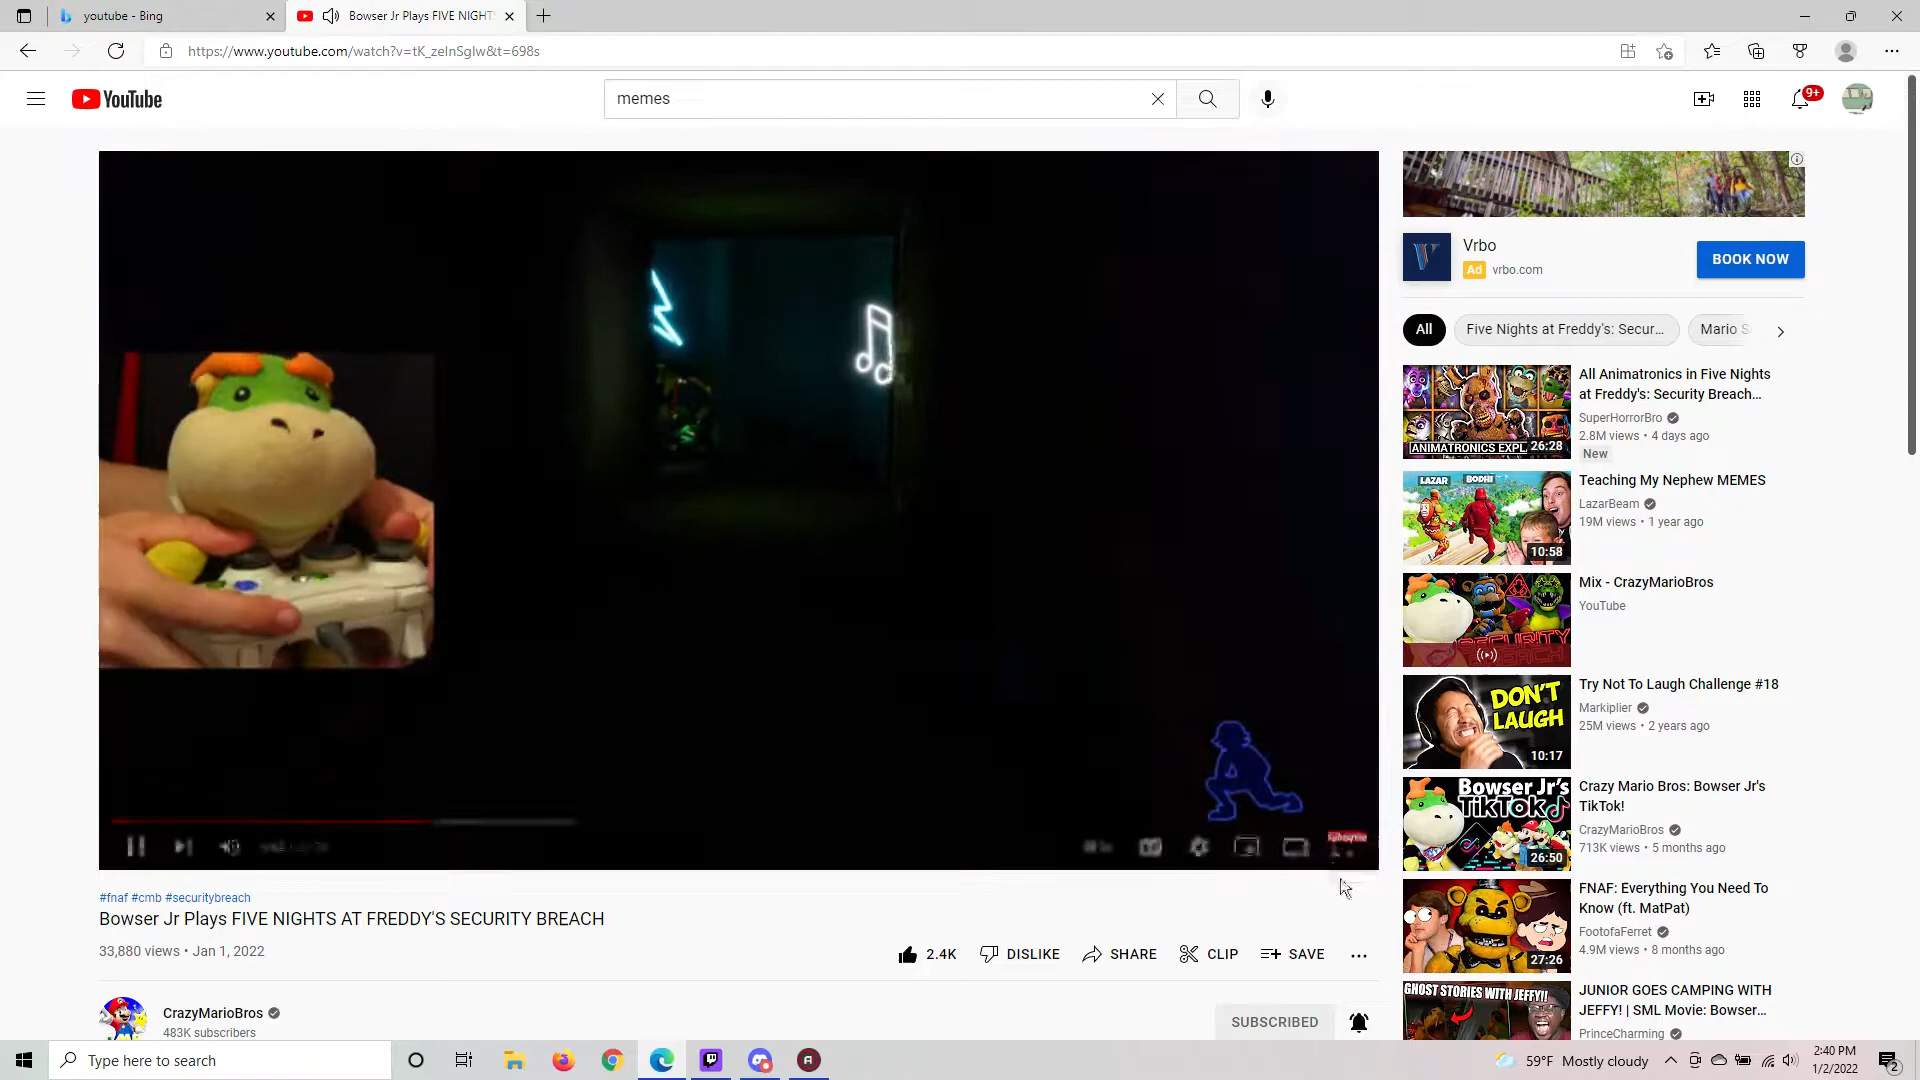 youtube - Bing
Bowser Jr Plays FIVE NIGHT
https://www.youtube.com/watch?v=tK_zeInSgIw&t=698s
YouTube
memes
9+
Vrbo
Ad vrbo.com
BOOK NOW
All
Five Nights at Freddy's: Secur...
Mario S
All Animatronics in Five Nights
at Freddy's: Security Breach...
SuperHorrorBro
2.8M views • 4 days ago
New
ANIMATRONICS EXPL
26:28
LAZAR
BODHI
10:58
Teaching My Nephew MEMES
LazarBeam
19M views • 1 year ago
SECURITY
BREACH
Mix - CrazyMarioBros
YouTube
DON'T
LAUGH
10:17
Try Not To Laugh Challenge #18
Markiplier
25M views • 2 years ago
Bowser Jr's
TikTok
26:50
Crazy Mario Bros: Bowser Jr's
TikTok!
CrazyMarioBros
713K views • 5 months ago
27:26
FNAF: Everything You Need To
Know (ft. MatPat)
FootofaFerret
4.9M views • 8 months ago
GHOST STORIES WITH JEFFY!!
JUNIOR GOES CAMPING WITH
JEFFY! | SML Movie: Bowser...
PrinceCharming
Subscribe
#fnaf #cmb #securitybreach
Bowser Jr Plays FIVE NIGHTS AT FREDDY'S SECURITY BREACH
33,880 views • Jan 1, 2022
2.4K
DISLIKE
SHARE
CLIP
SAVE
CrazyMarioBros
483K subscribers
SUBSCRIBED
Type here to search
59°F Mostly cloudy
2:40 PM
1/2/2022
2